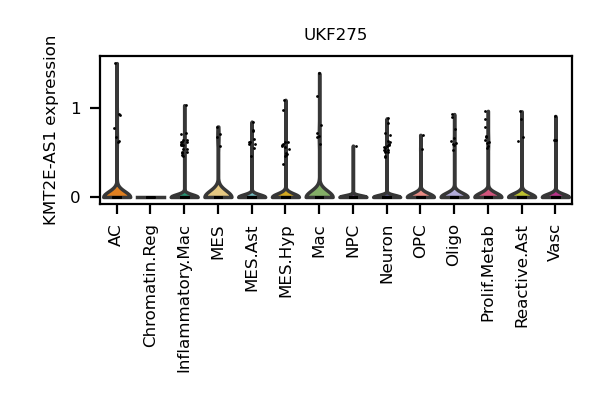 UKF275
KMT2E-AS1 expression
1
0
AC
Chromatin.Reg
Inflammatory.Mac
MES
MES.Ast
MES.Hyp
Mac
NPC
Neuron
OPC
Oligo
Prolif.Metab
Reactive.Ast
Vasc